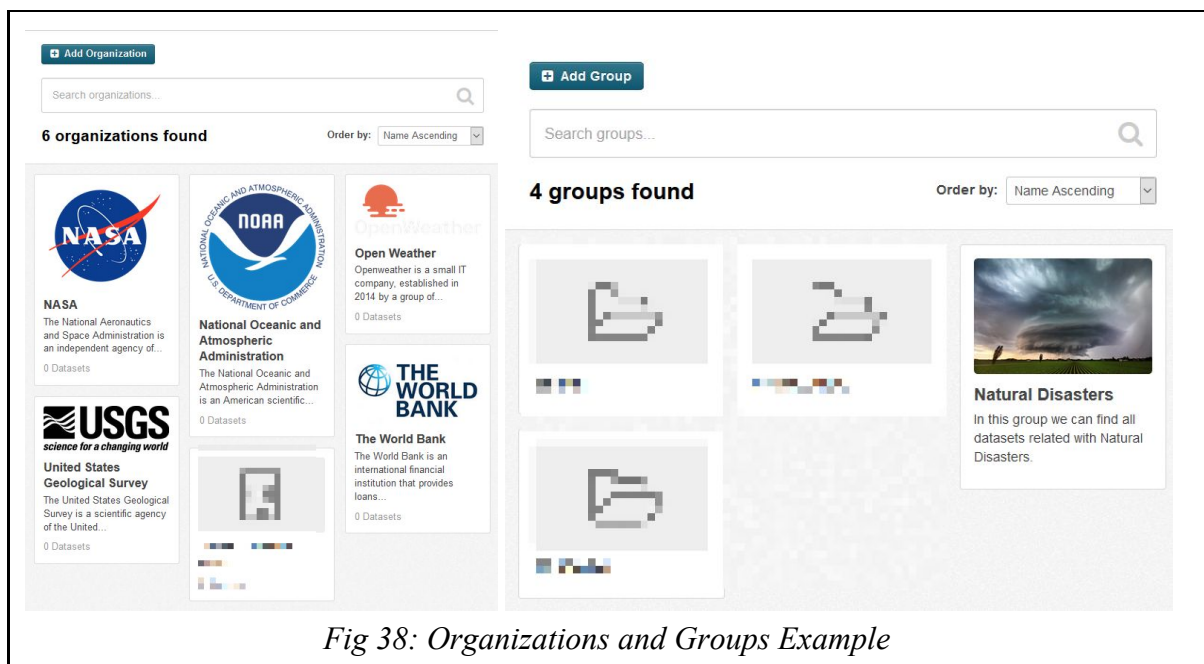 Add Organization
Search organizations...
6 organizations found
Order by: Name Ascending
NASA
NASA
The National Aeronautics
and Space Administration is
an independent agency of...
0 Datasets
USGS
science for a changing world
United States
Geological Survey
The United States Geological
Survey is a scientific agency
of the United...
0 Datasets
NATIONAL OCEANIC AND ATMOSPHERIC ADMINISTRATION
NOAA
U.S. DEPARTMENT OF COMMERCE
National Oceanic and
Atmospheric
Administration
The National Oceanic and
Atmospheric Administration
is an American scientific...
0 Datasets
OpenWeather
Open Weather
Openweather is a small IT
company, established in
2014 by a group of...
0 Datasets
THE
WORLD
BANK
The World Bank
The World Bank is an
international financial
institution that provides
loans...
0 Datasets
Add Group
Search groups...
4 groups found
Order by: Name Ascending
Natural Disasters
In this group we can find all
datasets related with Natural
Disasters.
Fig 38: Organizations and Groups Example